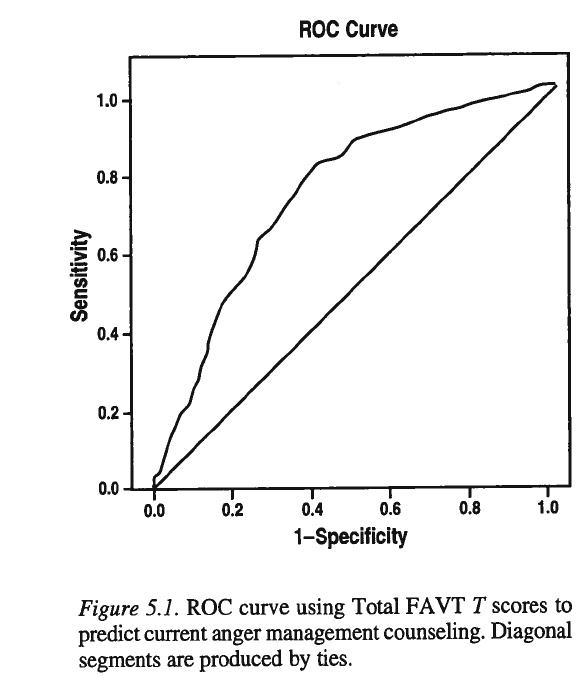 ROC Curve
1.0
0.8
0.6
0.4
0.2
0.0
Sensitivity
0.0 0.2 0.4 0.6 0.8 1.0
1–Specificity
Figure 5.1. ROC curve using Total FAVT T scores to
predict current anger management counseling. Diagonal
segments are produced by ties.